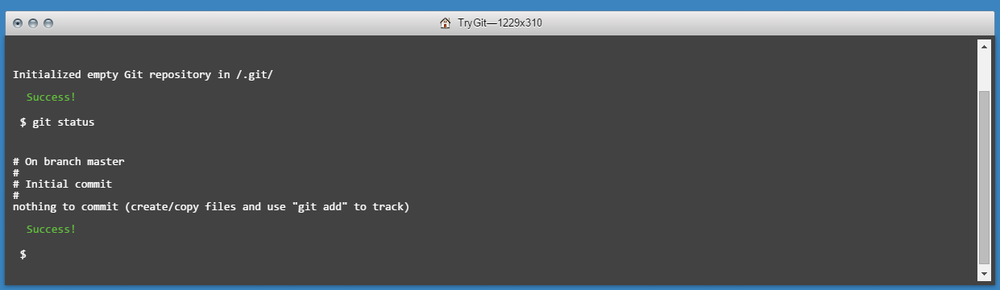 TryGit—1229x310
Initialized empty Git repository in /.git/
Success!
$ git status
# On branch master
#
# Initial commit
#
nothing to commit (create/copy files and use "git add" to track)
Success!
$